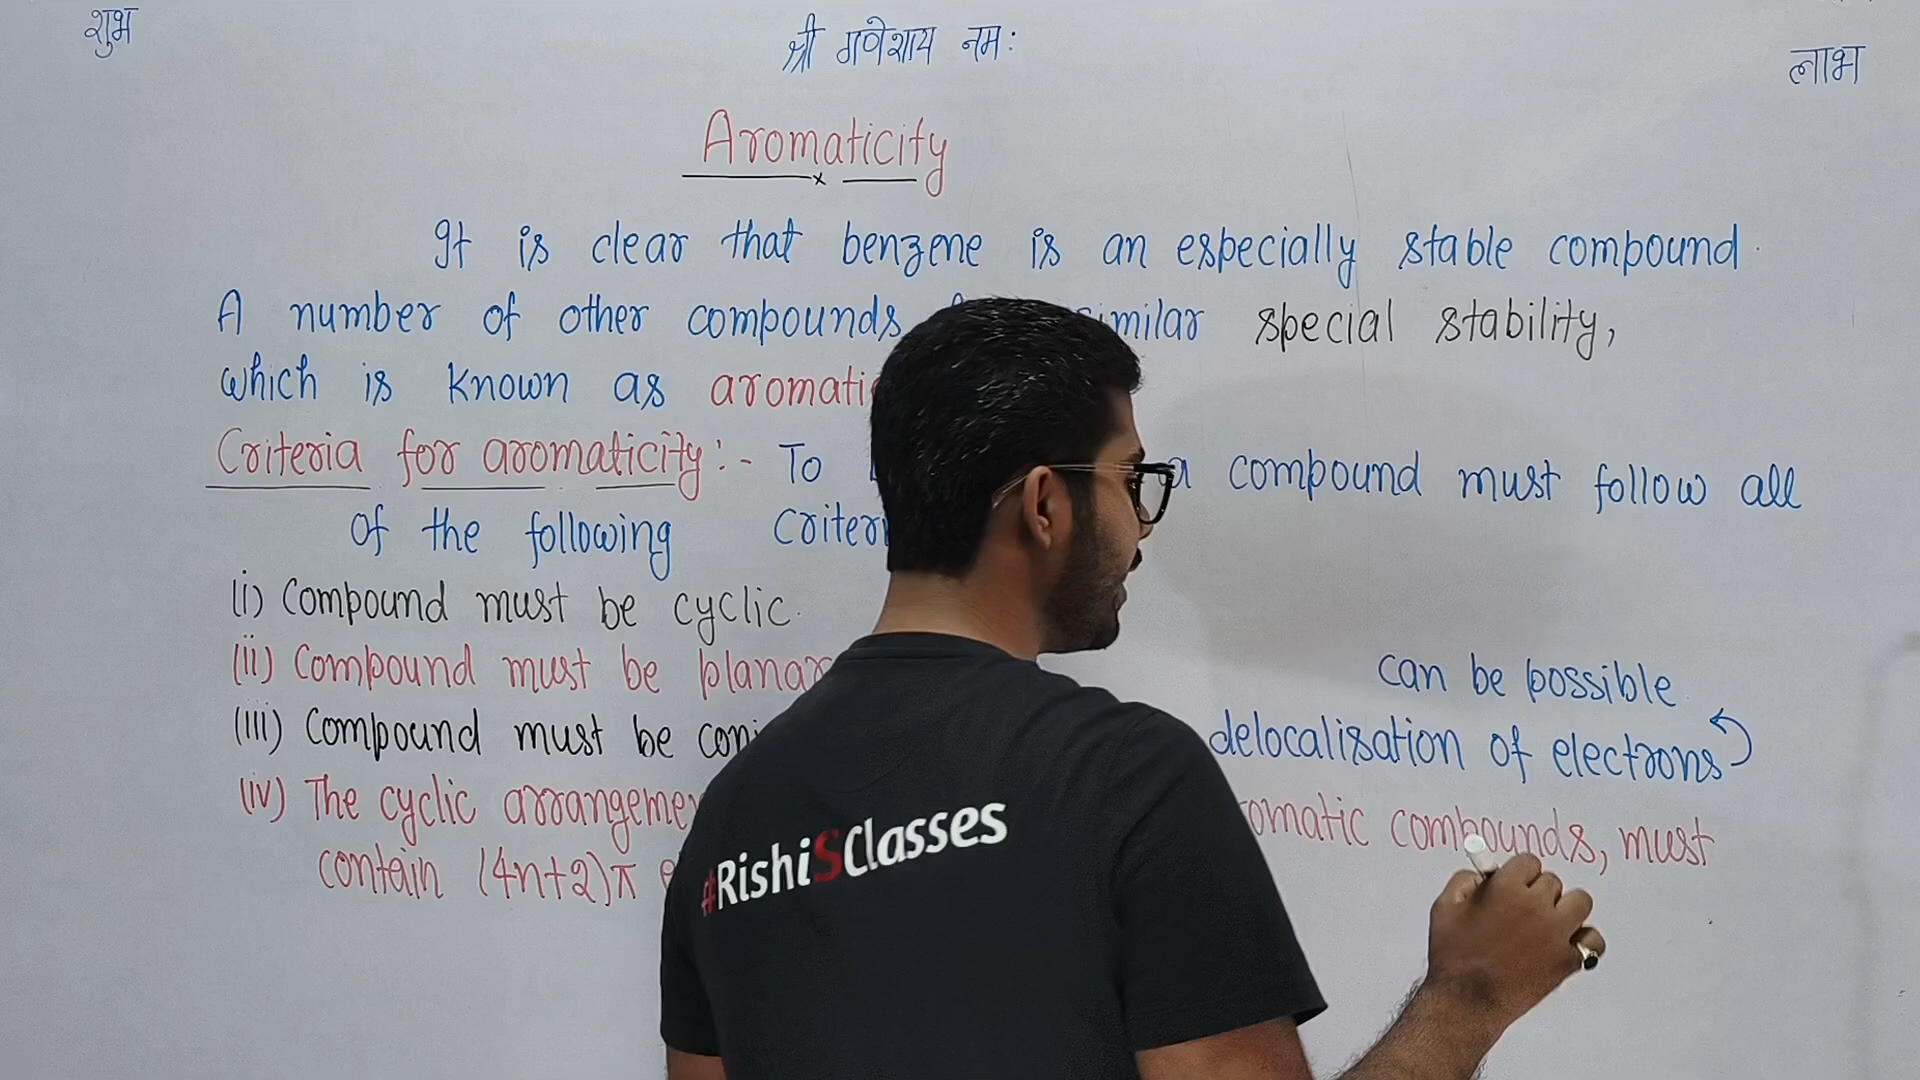 शुभ
श्री गणेशाय नमः
लाभ
Aromaticity
It is clear that benzene is an especially stable compound.
A number of other compounds similar special stability,
which is known as aromatic
Criteria for aromaticity:- To a compound must follow all
of the following criteri
(i) Compound must be cyclic.
(ii) Compound must be planar
can be possible
(iii) Compound must be conj delocalisation of electrons
(iv) The cyclic arrangemen omatic compounds, must
contain (4n+2)π e
#RishiSClasses